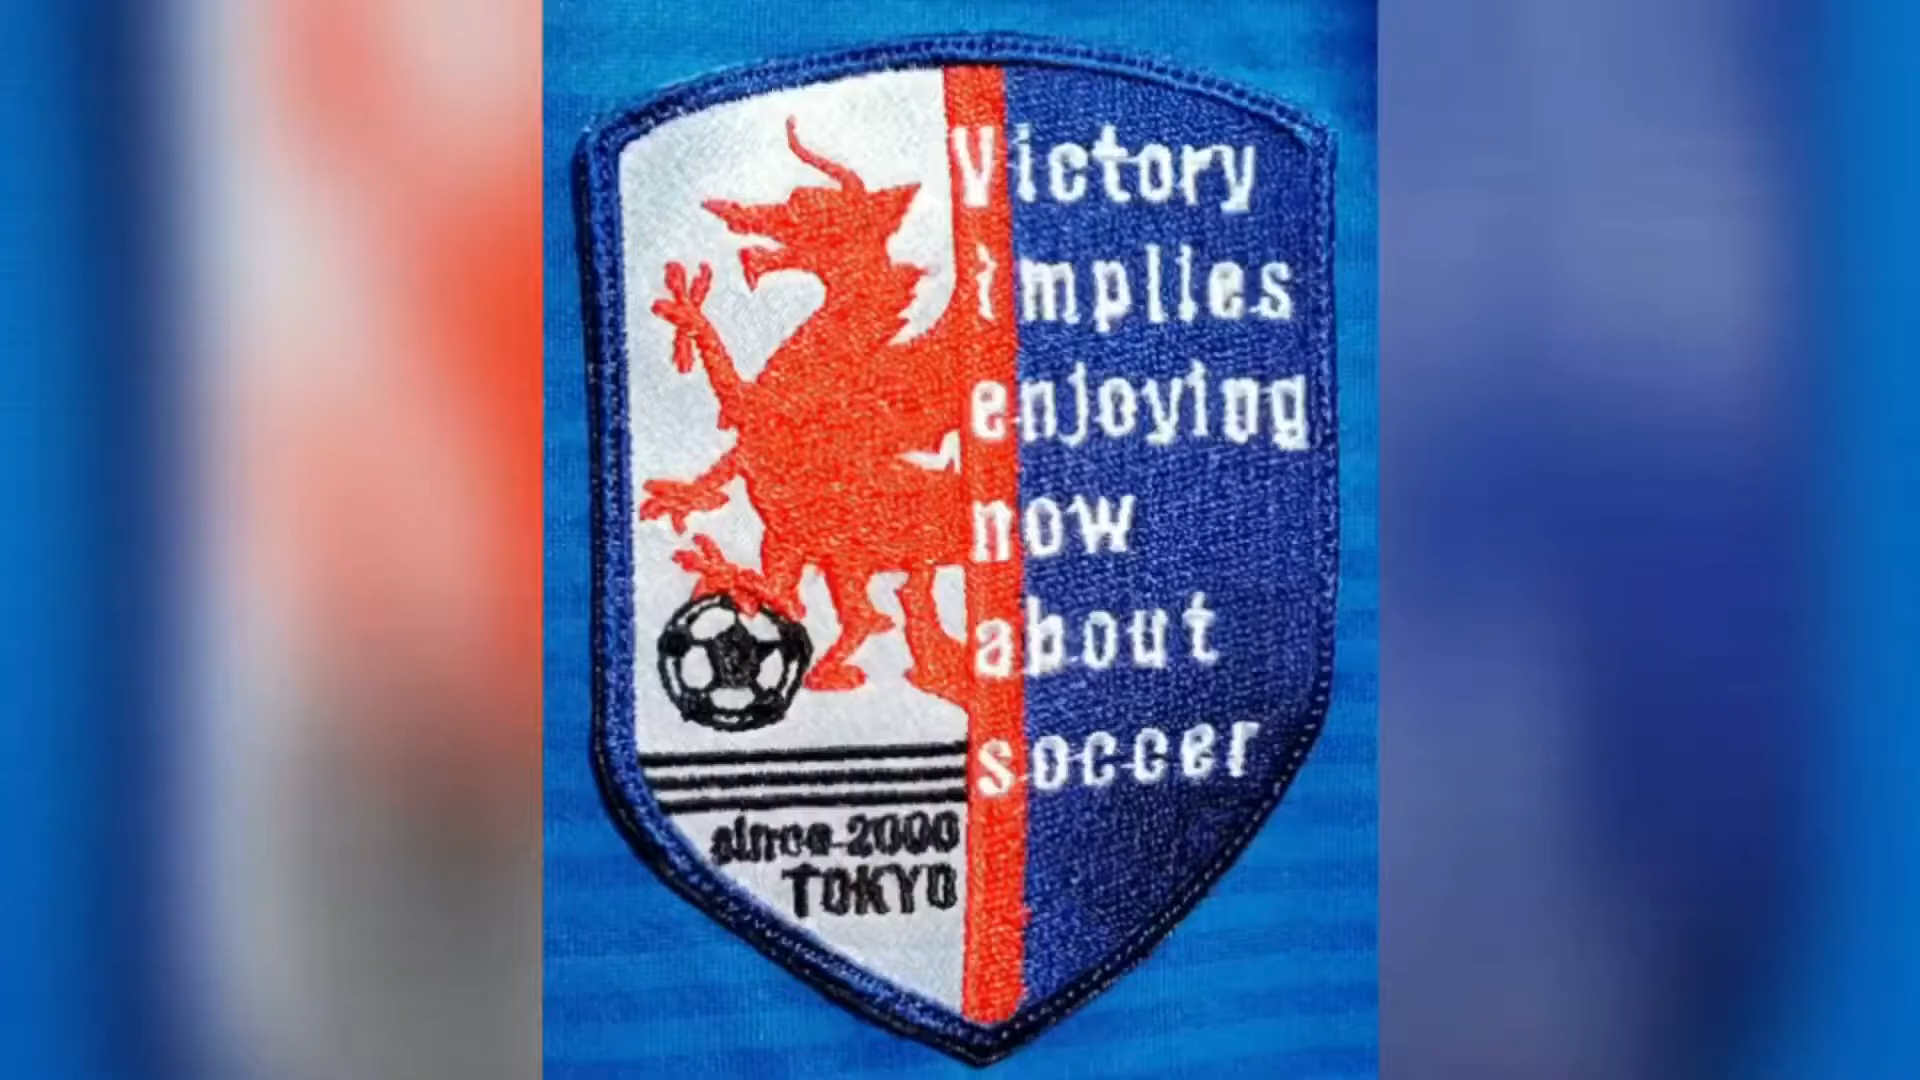 Victory
implies
enjoying
now
about
soccer
since 2000
TOKYO